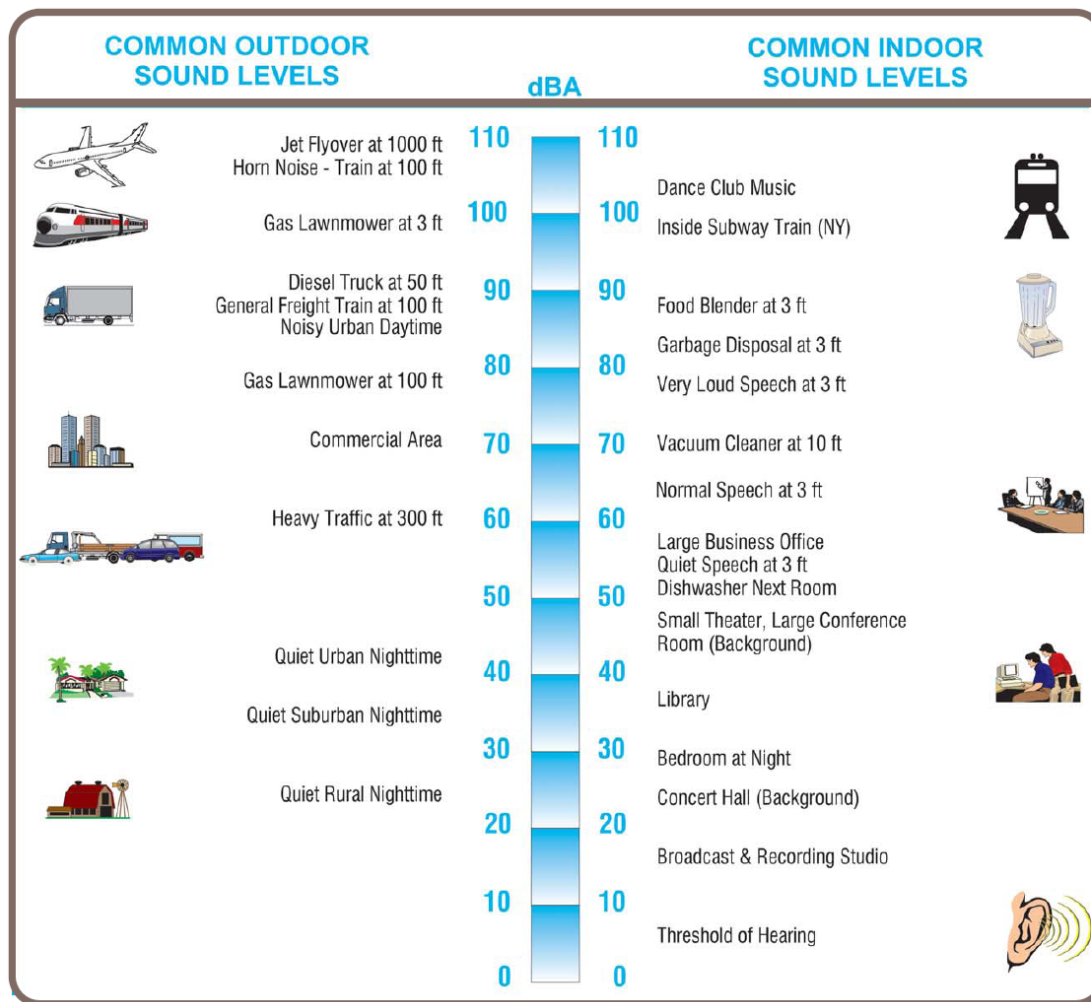 COMMON OUTDOOR
SOUND LEVELS
dBA
COMMON INDOOR
SOUND LEVELS
Jet Flyover at 1000 ft
Horn Noise - Train at 100 ft
Gas Lawnmower at 3 ft
Diesel Truck at 50 ft
General Freight Train at 100 ft
Noisy Urban Daytime
Gas Lawnmower at 100 ft
Commercial Area
Heavy Traffic at 300 ft
Quiet Urban Nighttime
Quiet Suburban Nighttime
Quiet Rural Nighttime
110
100
90
80
70
60
50
40
30
20
10
0
110
100
90
80
70
60
50
40
30
20
10
0
Dance Club Music
Inside Subway Train (NY)
Food Blender at 3 ft
Garbage Disposal at 3 ft
Very Loud Speech at 3 ft
Vacuum Cleaner at 10 ft
Normal Speech at 3 ft
Large Business Office
Quiet Speech at 3 ft
Dishwasher Next Room
Small Theater, Large Conference
Room (Background)
Library
Bedroom at Night
Concert Hall (Background)
Broadcast & Recording Studio
Threshold of Hearing